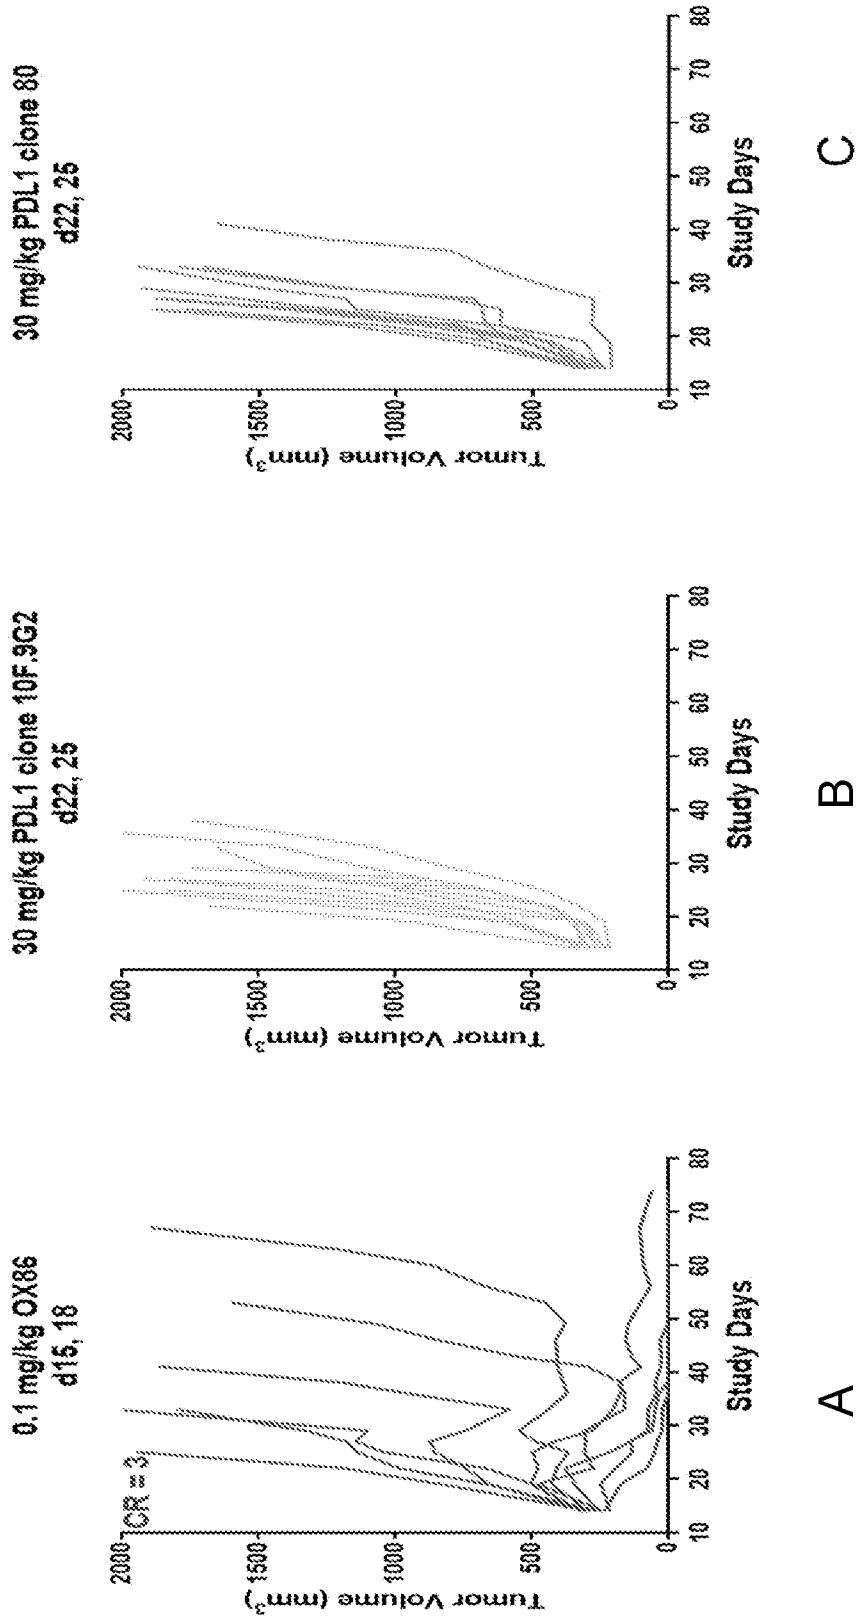 0.1 mg/kg OX86
d15, 18
CR = 3
2000
1500
1000
500
0
Tumor Volume (mm³)
10 20 30 40 50 60 70 80
Study Days
A
30 mg/kg PDL1 clone 10F.9G2
d22, 25
2000
1500
1000
500
0
Tumor Volume (mm³)
10 20 30 40 50 60 70 80
Study Days
B
30 mg/kg PDL1 clone 80
d22, 25
2000
1500
1000
500
0
Tumor Volume (mm³)
10 20 30 40 50 60 70 80
Study Days
C